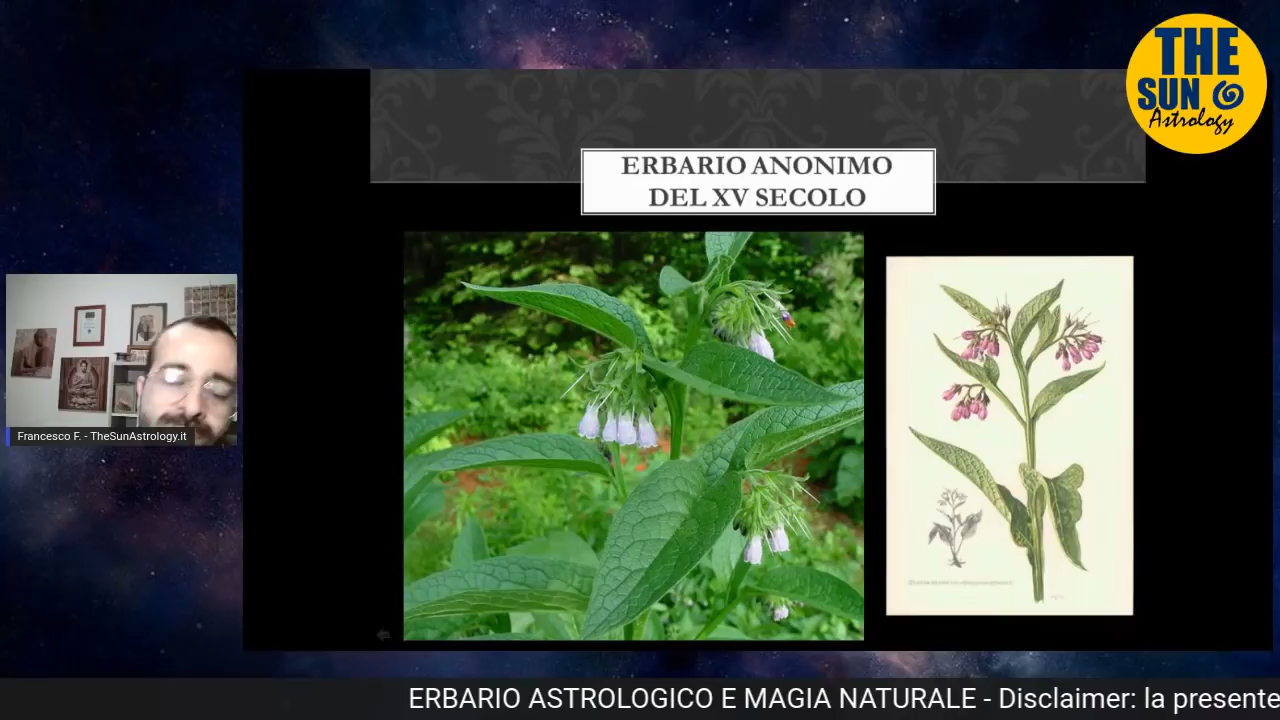 THE
SUN
Astrology
ERBARIO ANONIMO
DEL XV SECOLO
Francesco F. - TheSunAstrology.it
ERBARIO ASTROLOGICO E MAGIA NATURALE - Disclaimer: la presente